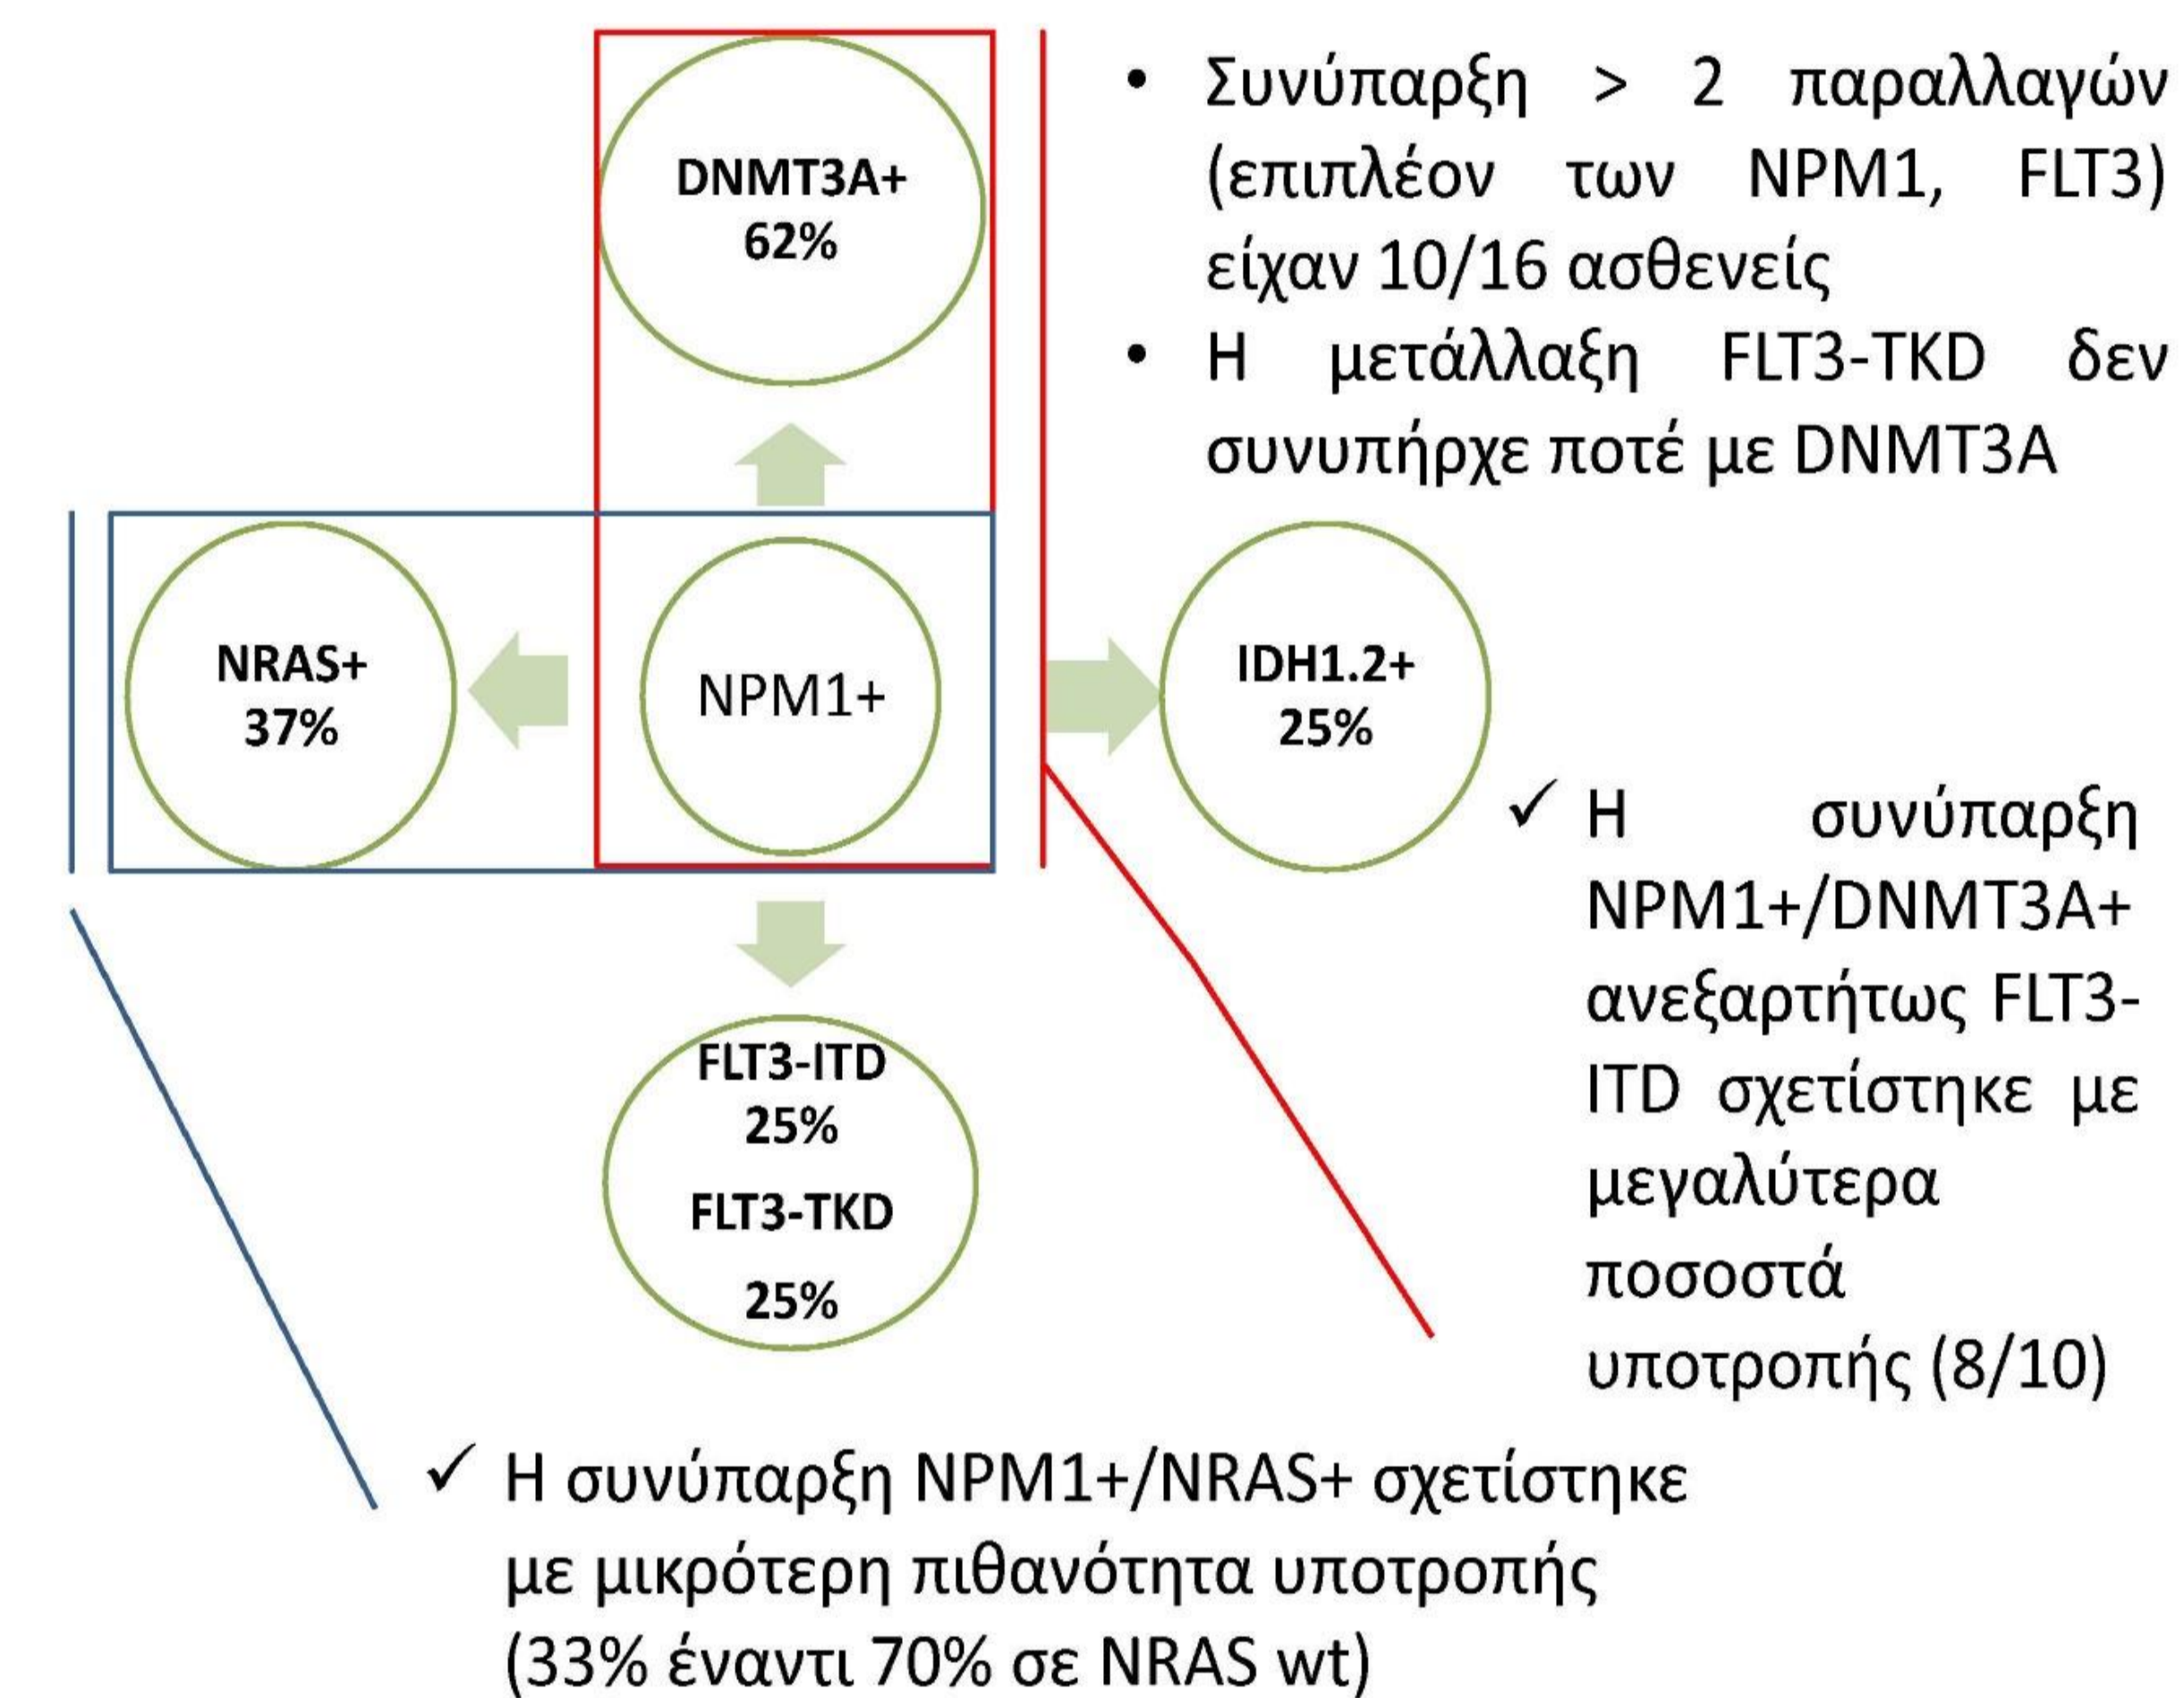 • Συνύπαρξη > 2 παραλλαγών
(επιπλέον των NPM1, FLT3)
είχαν 10/16 ασθενείς
• Η μετάλλαξη FLT3-TKD δεν
συνυπήρχε ποτέ με DNMT3A
DNMT3A+
62%
NRAS+
37%
NPM1+
IDH1.2+
25%
FLT3-ITD
25%
FLT3-TKD
25%
✓ Η συνύπαρξη
NPM1+/DNMT3A+
ανεξαρτήτως FLT3-
ITD σχετίστηκε με
μεγαλύτερα
ποσοστά
υποτροπής (8/10)
✓ Η συνύπαρξη NPM1+/NRAS+ σχετίστηκε
με μικρότερη πιθανότητα υποτροπής
(33% έναντι 70% σε NRAS wt)